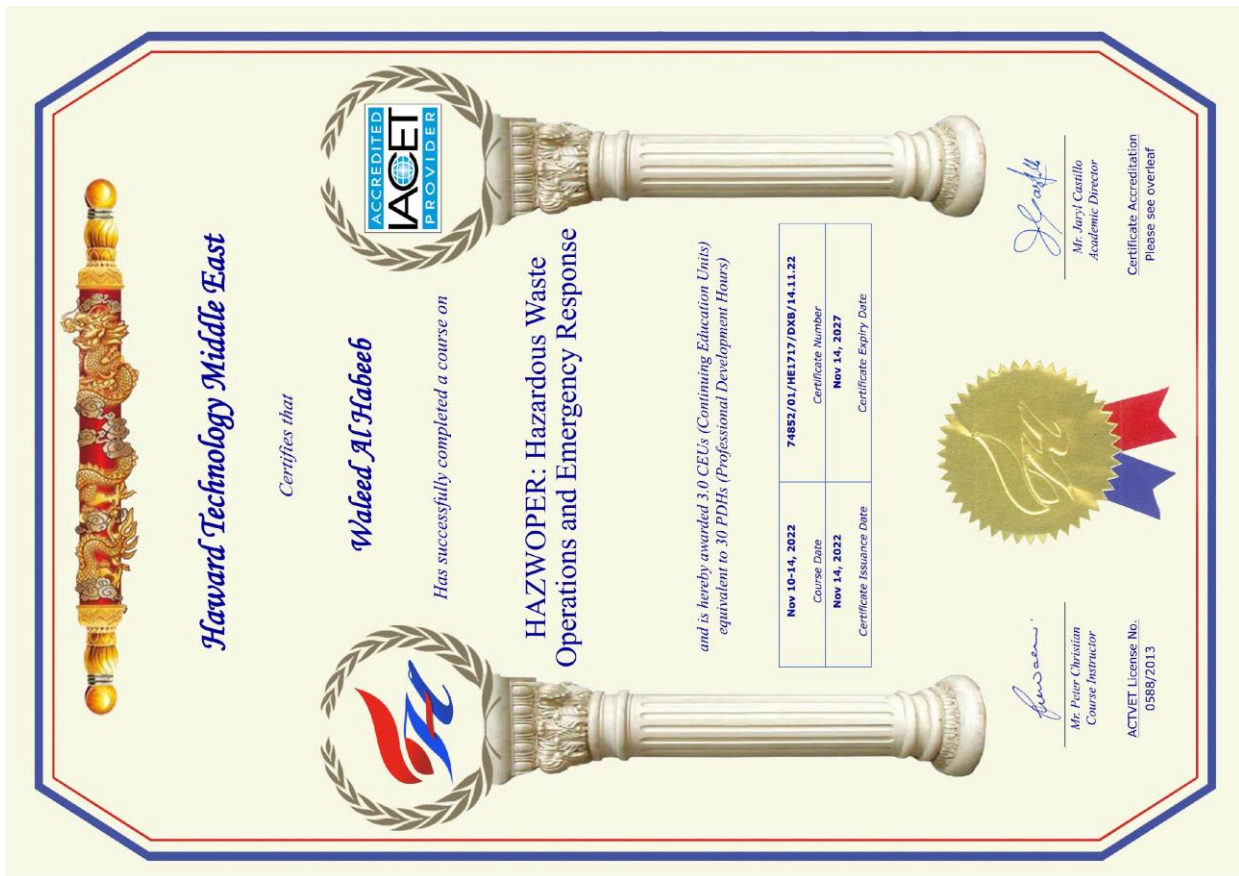 Haward Technology Middle East
Certifies that
ACCREDITED
IACET
PROVIDER
Waleed Al Habeeb
Has successfully completed a course on
HAZWOPER: Hazardous Waste
Operations and Emergency Response
and is hereby awarded 3.0 CEUs (Continuing Education Units)
equivalent to 30 PDHs (Professional Development Hours)
Nov 10-14, 2022 74852/01/HE1717/DXB/14.11.22
Course Date Certificate Number
Nov 14, 2022 Nov 14, 2027
Certificate Issuance Date Certificate Expiry Date
Mr. Peter Christian
Course Instructor
Mr. Jaryl Castillo
Academic Director
ACTVET License No.
0588/2013
Certificate Accreditation
Please see overleaf